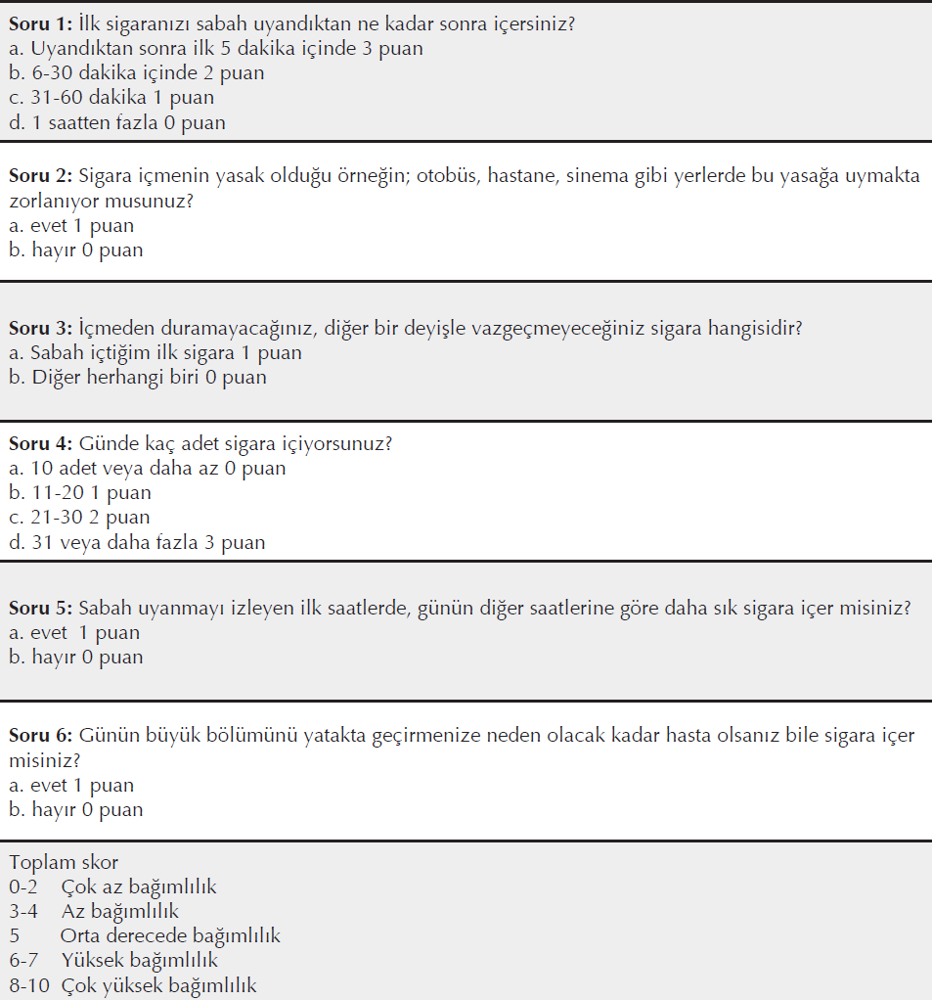 Soru 1: İlk sigaranızı sabah uyandıktan ne kadar sonra içersiniz?
a. Uyandıktan sonra ilk 5 dakika içinde 3 puan
b. 6-30 dakika içinde 2 puan
c. 31-60 dakika 1 puan
d. 1 saatten fazla 0 puan
Soru 2: Sigara içmenin yasak olduğu örneğin; otobüs, hastane, sinema gibi yerlerde bu yasağa uymakta
zorlanıyor musunuz?
a. evet 1 puan
b. hayır 0 puan
Soru 3: İçmeden duramayacağınız, diğer bir deyişle vazgeçmeyeceğiniz sigara hangisidir?
a. Sabah içtiğim ilk sigara 1 puan
b. Diğer herhangi biri 0 puan
Soru 4: Günde kaç adet sigara içiyorsunuz?
a. 10 adet veya daha az 0 puan
b. 11-20 1 puan
c. 21-30 2 puan
d. 31 veya daha fazla 3 puan
Soru 5: Sabah uyanmayı izleyen ilk saatlerde, günün diğer saatlerine göre daha sık sigara içer misiniz?
a. evet 1 puan
b. hayır 0 puan
Soru 6: Günün büyük bölümünü yatakta geçirmenize neden olacak kadar hasta olsanız bile sigara içer
misiniz?
a. evet 1 puan
b. hayır 0 puan
Toplam skor
0-2 Çok az bağımlılık
3-4 Az bağımlılık
5 Orta derecede bağımlılık
6-7 Yüksek bağımlılık
8-10 Çok yüksek bağımlılık